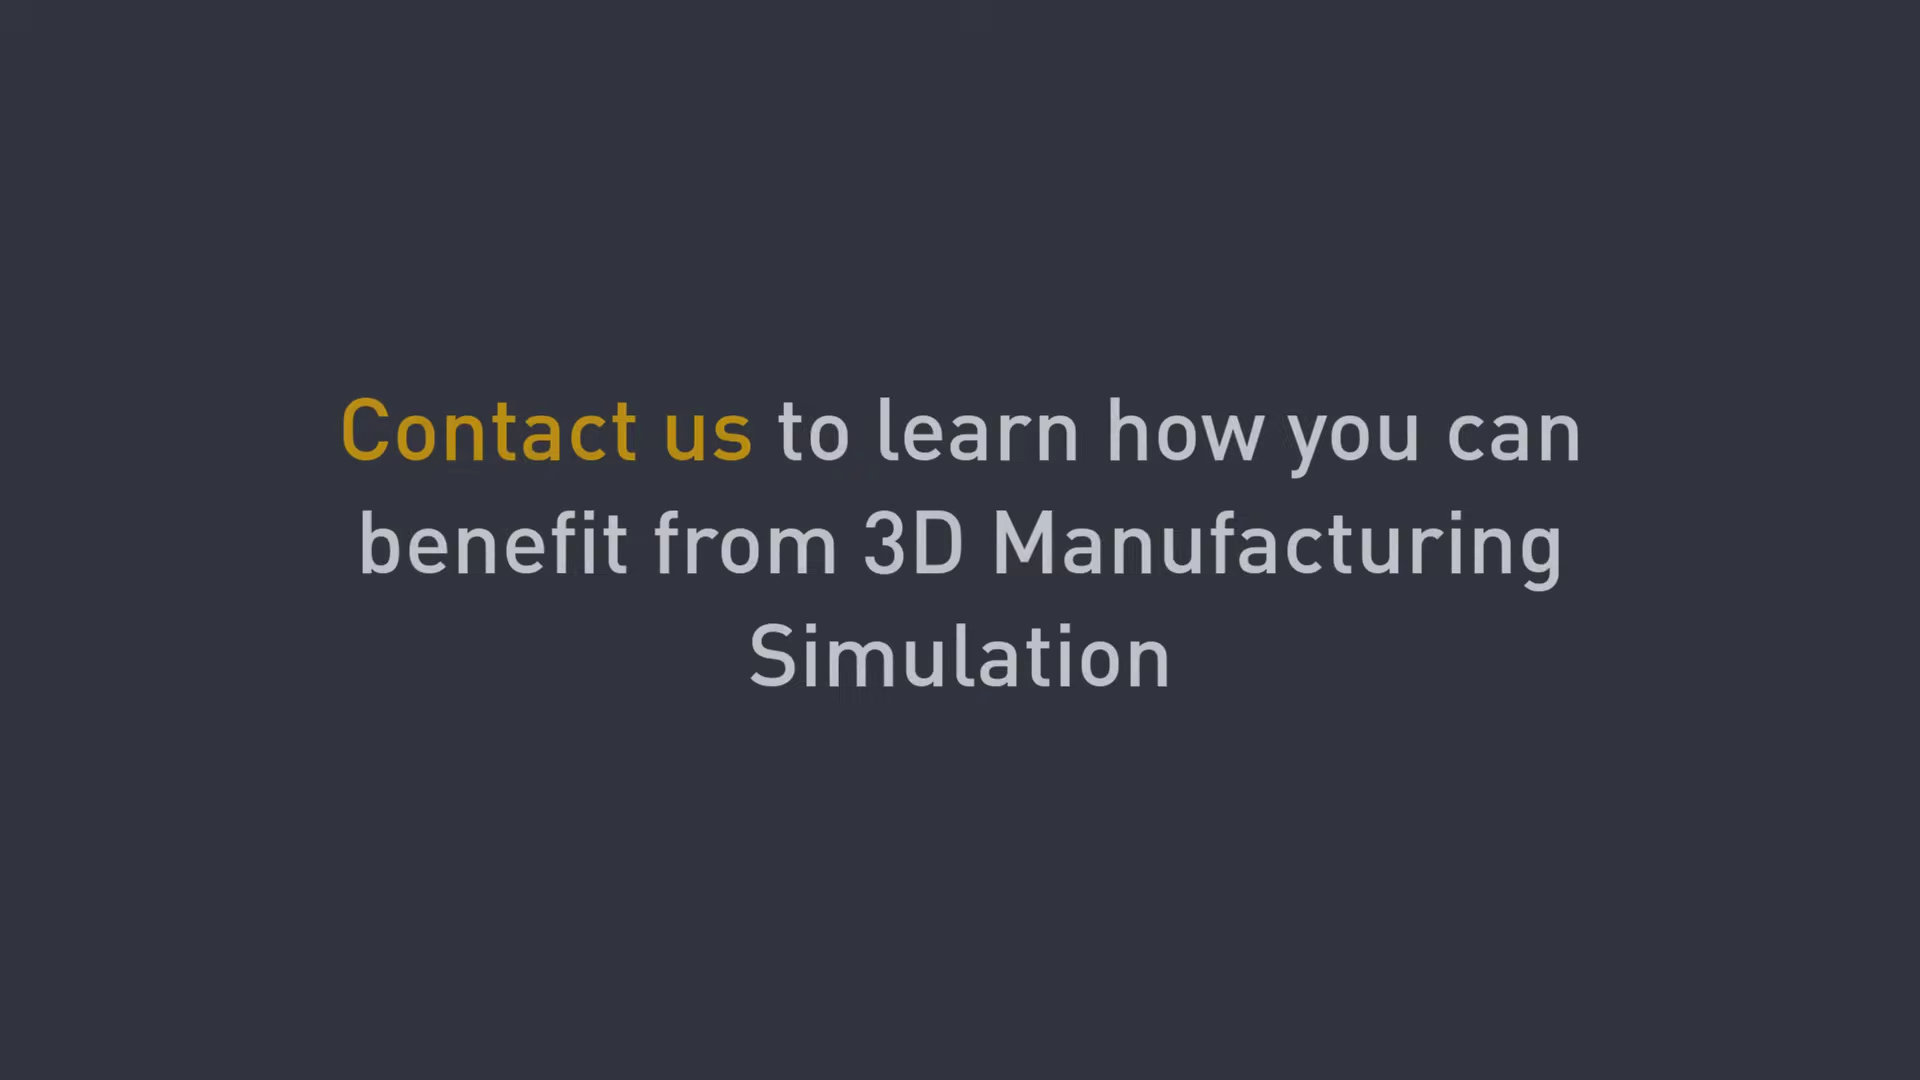 Contact us to learn how you can
benefit from 3D Manufacturing
Simulation